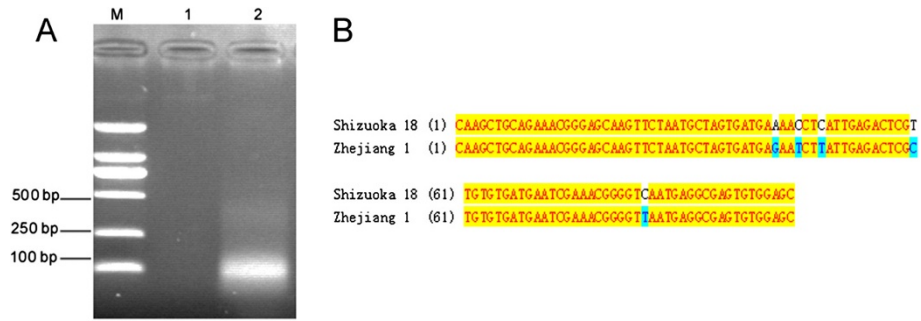 A
B
M 1 2
500 bp
250 bp
100 bp
Shizuoka 18 (1) CAAGCTGCAGAAACGGGAGCAAGTTCTAATGCTAGTGATGAAAACCTCATTGAGACTCGT
Zhejiang 1 (1) CAAGCTGCAGAAACGGGAGCAAGTTCTAATGCTAGTGATGAGAATCTTATTGAGACTCGC
Shizuoka 18 (61) TGTGTGATGAATCGAAACGGGGTCAATGAGGCGAGTGTGGAGC
Zhejiang 1 (61) TGTGTGATGAATCGAAACGGGGTTAATGAGGCGAGTGTGGAGC